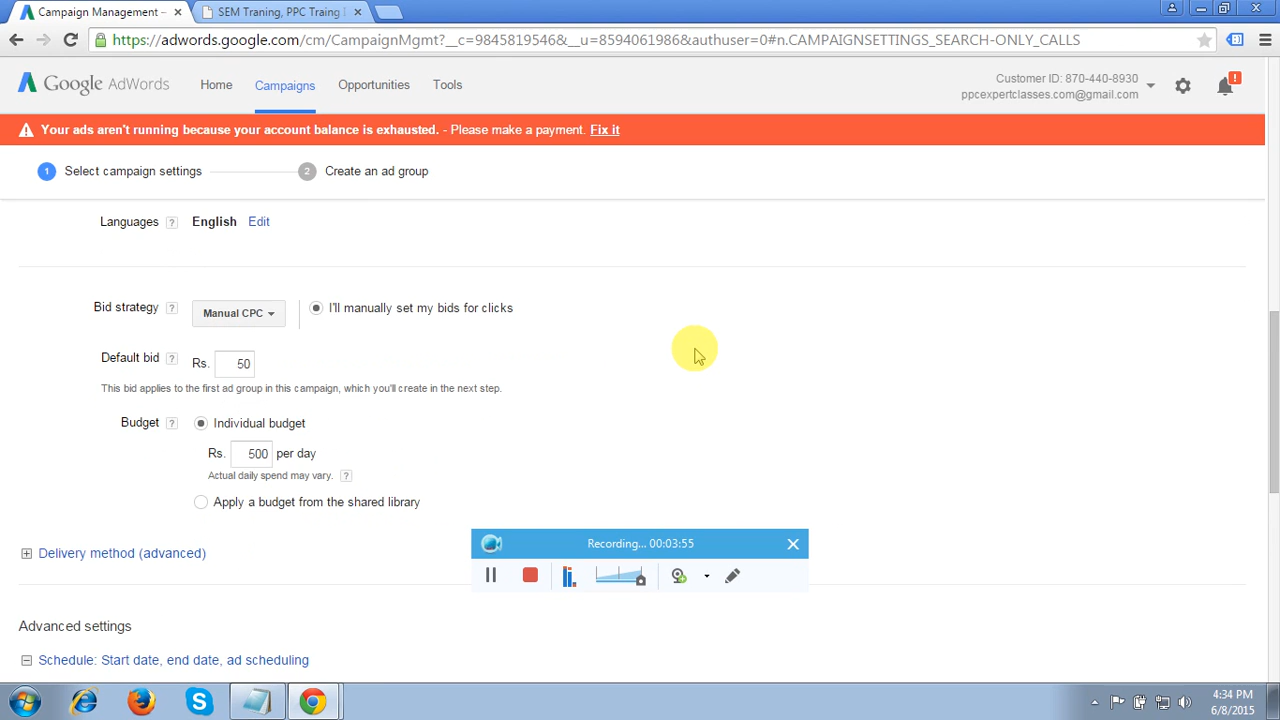 Campaign Management –
SEM Traning, PPC Traing I
https://adwords.google.com/cm/CampaignMgmt?__c=9845819546&__u=8594061986&authuser=0#n.CAMPAIGNSETTINGS_SEARCH-ONLY_CALLS
Google AdWords
Home
Campaigns
Opportunities
Tools
Customer ID: 870-440-8930
ppcexpertclasses.com@gmail.com
!
Your ads aren't running because your account balance is exhausted. - Please make a payment. Fix it
1 Select campaign settings
2 Create an ad group
Languages ? English Edit
Bid strategy ? Manual CPC I'll manually set my bids for clicks
Default bid ? Rs. 50
This bid applies to the first ad group in this campaign, which you'll create in the next step.
Budget ? Individual budget
Rs. 500 per day
Actual daily spend may vary. ?
Apply a budget from the shared library
Recording... 00:03:55
Delivery method (advanced)
Advanced settings
Schedule: Start date, end date, ad scheduling
4:34 PM
6/8/2015